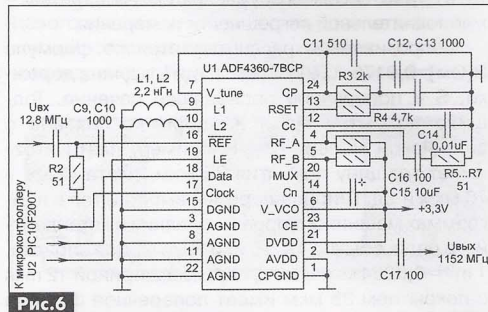 C11 510
C12, C13 1000
U1 ADF4360-7BCP
L1, L2
2,2 нГн
R3 2k
Uвх
12,8 МГц
C9, C10
1000
R2
51
7 V_tune
9 L1
10 L2
16 REF
19 LE
18 Data
17 Clock
15 DGND
3 AGND
8 AGND
11 AGND
22 AGND
24 CP
13 RSET
12 Cc
4 RF_A
5 RF_B
20 MUX
14 Cn
6 V_VCO
23 CE
21 DVDD
2 AVDD
1 CPGND
R4 4,7k
C14
0,01uF
R5...R7
51
C16 100
C15 10uF
+3,3V
Uвых
1152 МГц
C17 100
К микроконтроллеру
U2 PIC10F200T
Рис.6